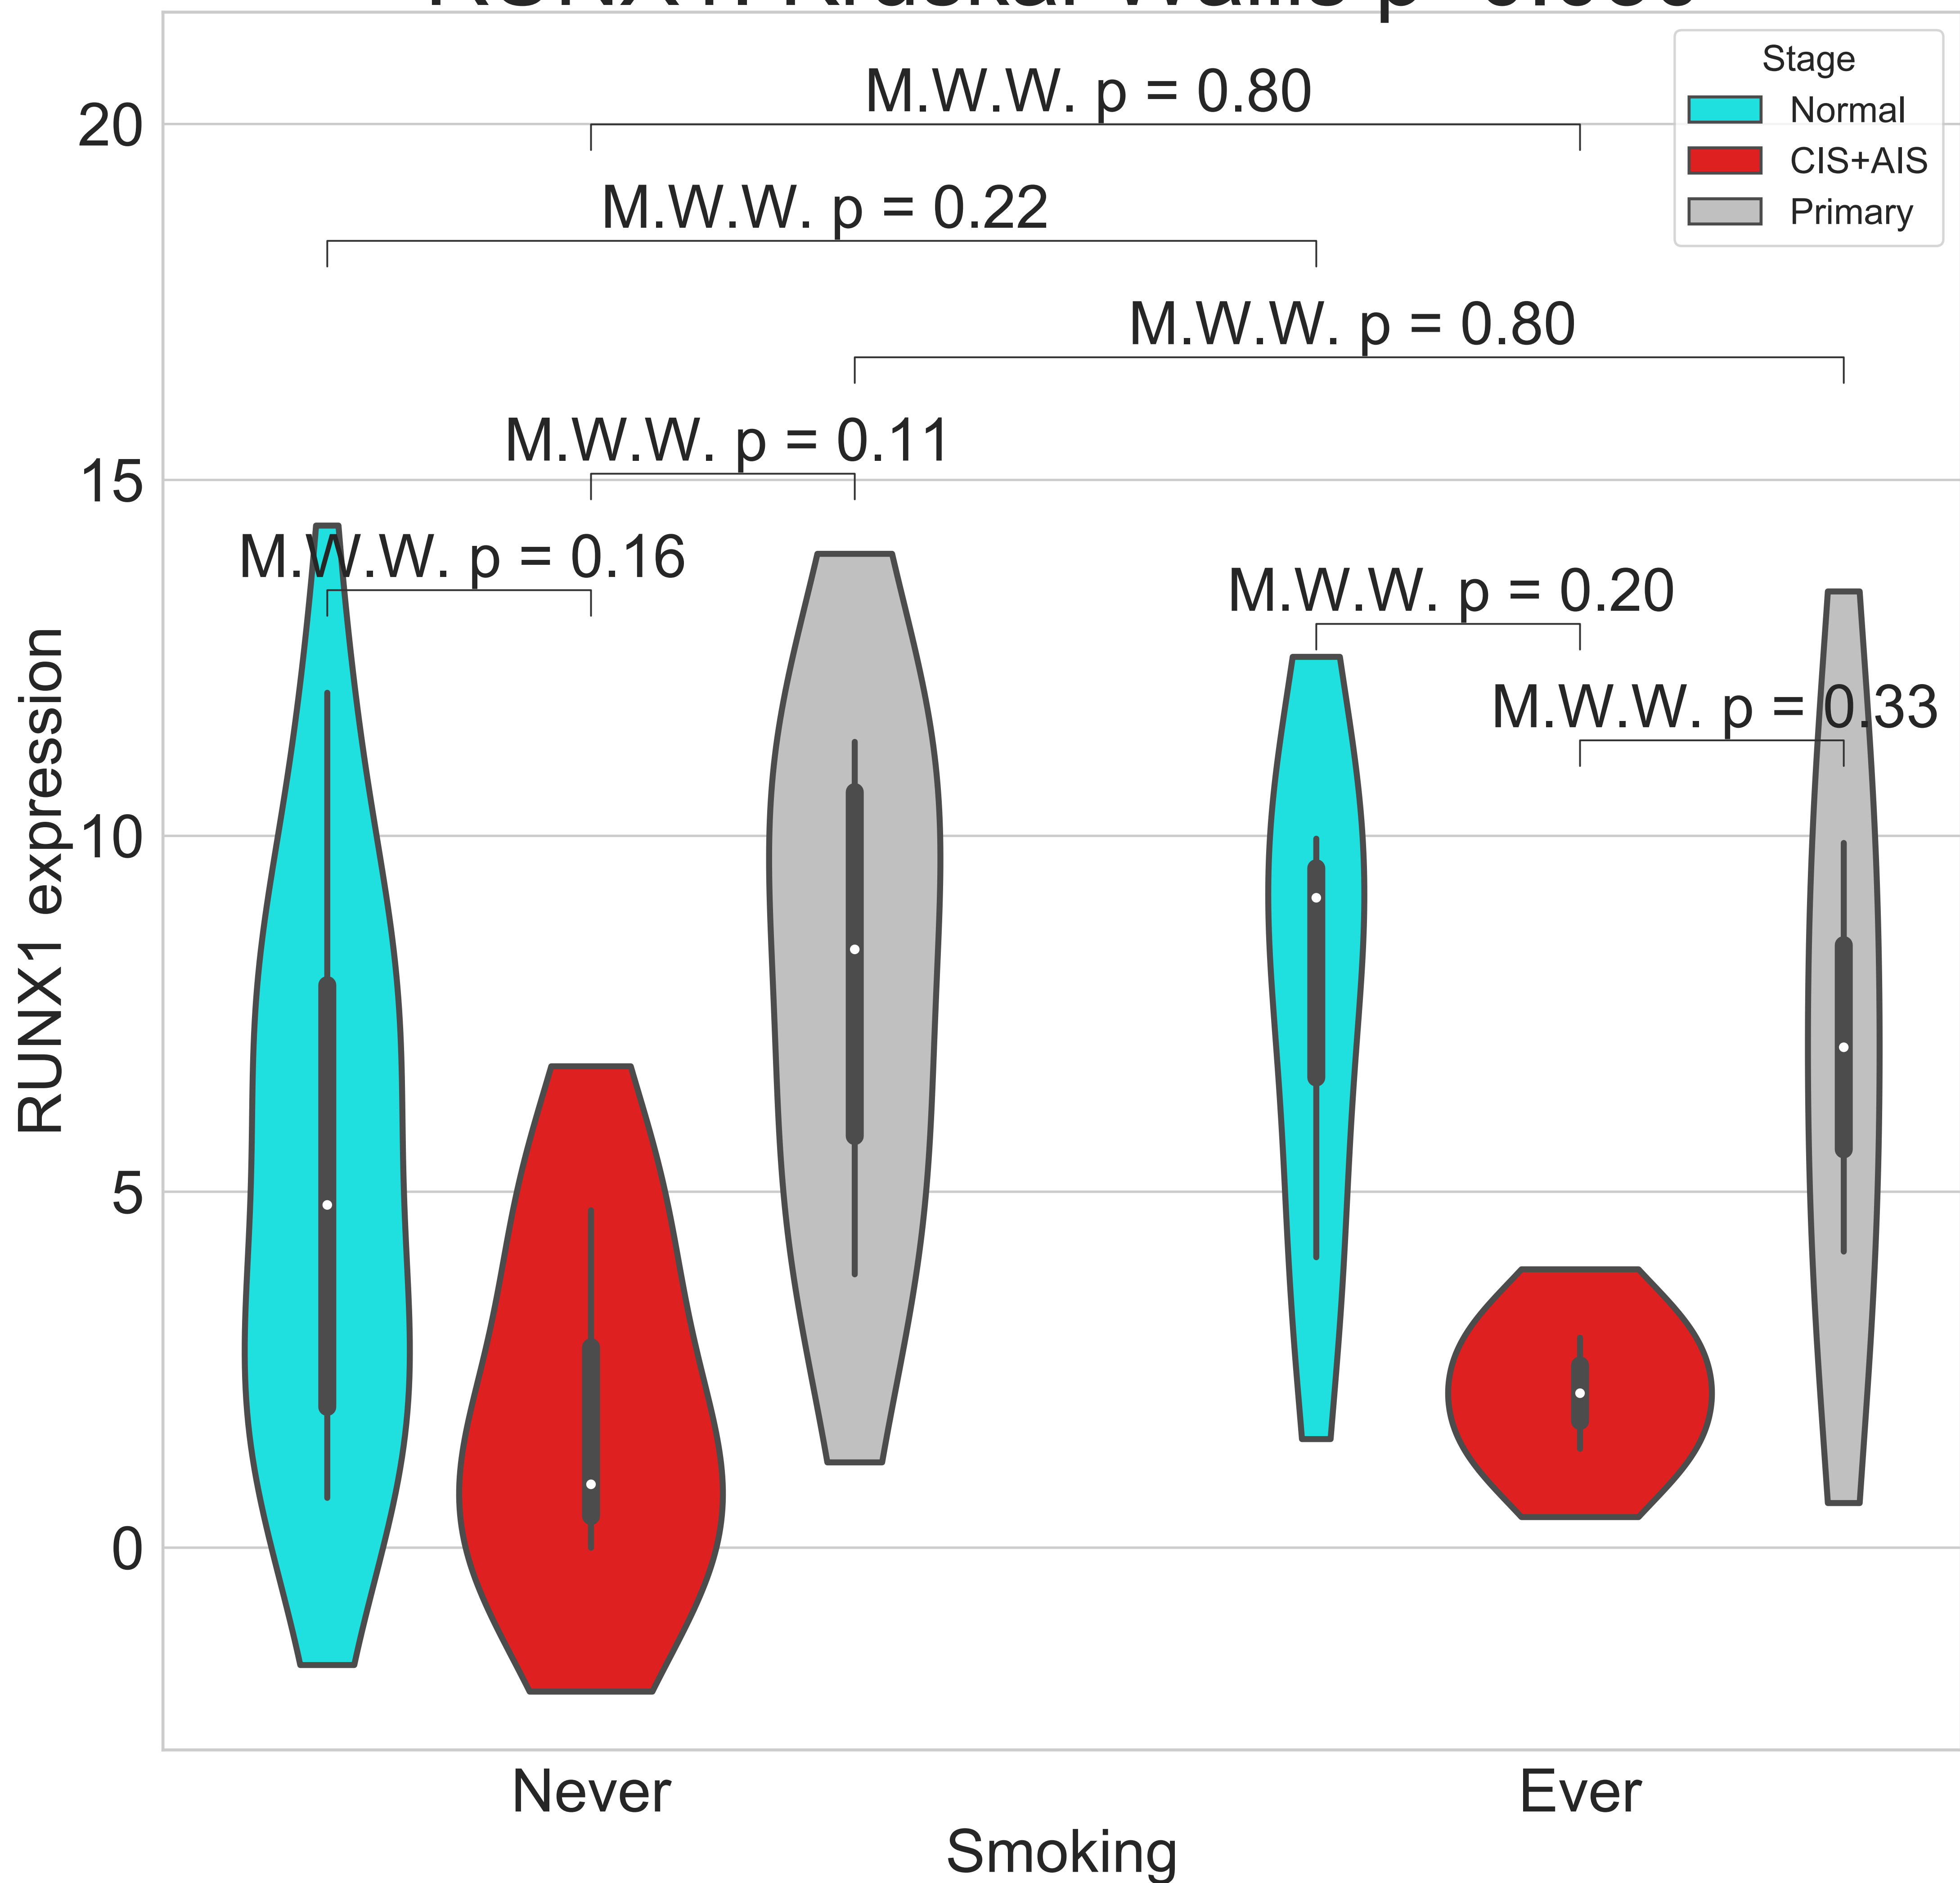 Stage
Normal
CIS+AIS
Primary
M.W.W. p = 0.80
M.W.W. p = 0.22
M.W.W. p = 0.80
M.W.W. p = 0.11
M.W.W. p = 0.16
M.W.W. p = 0.20
M.W.W. p = 0.33
20
15
10
5
0
RUNX1 expression
Never
Ever
Smoking